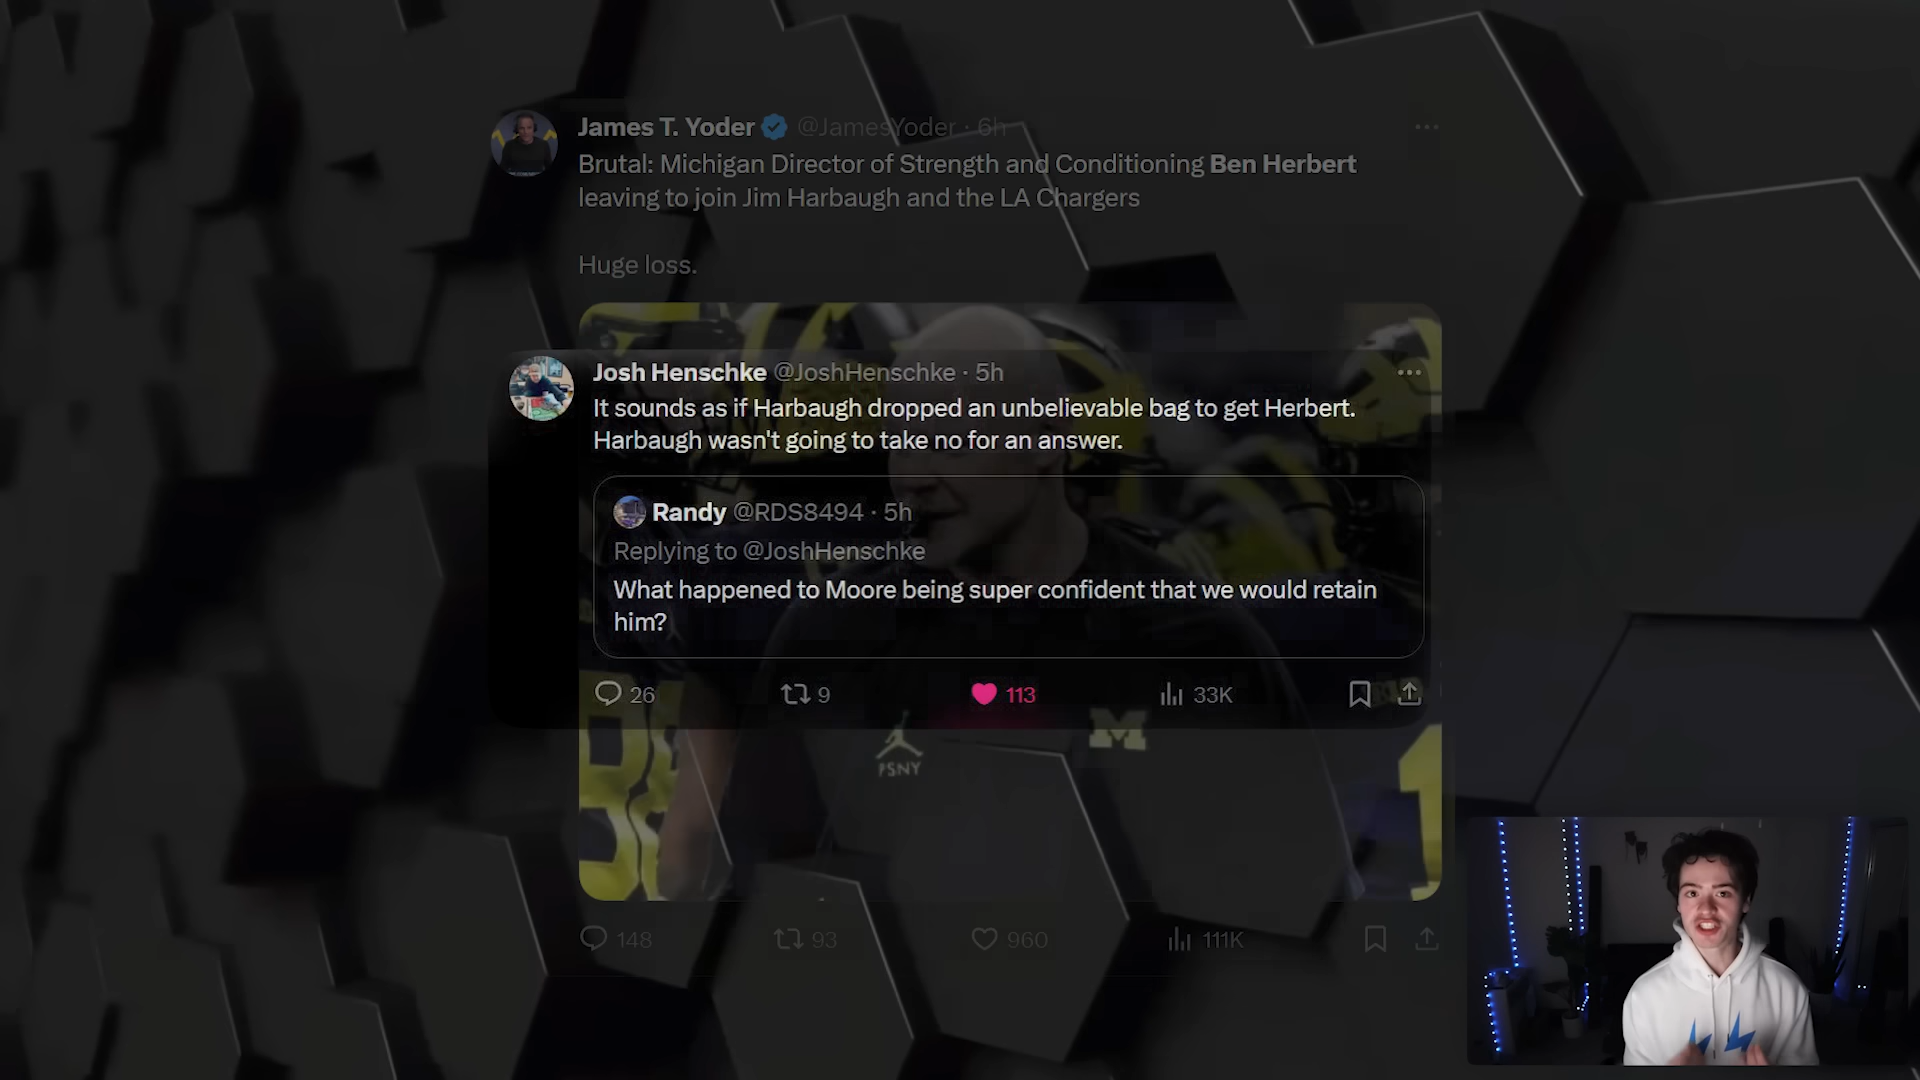 James T. Yoder @JamesYoder · 6h
Brutal: Michigan Director of Strength and Conditioning Ben Herbert
leaving to join Jim Harbaugh and the LA Chargers
Huge loss.
Josh Henschke @JoshHenschke · 5h
It sounds as if Harbaugh dropped an unbelievable bag to get Herbert.
Harbaugh wasn't going to take no for an answer.
Randy @RDS8494 · 5h
Replying to @JoshHenschke
What happened to Moore being super confident that we would retain
him?
26 9 113 33K
M
PSNY
148 93 960 111K